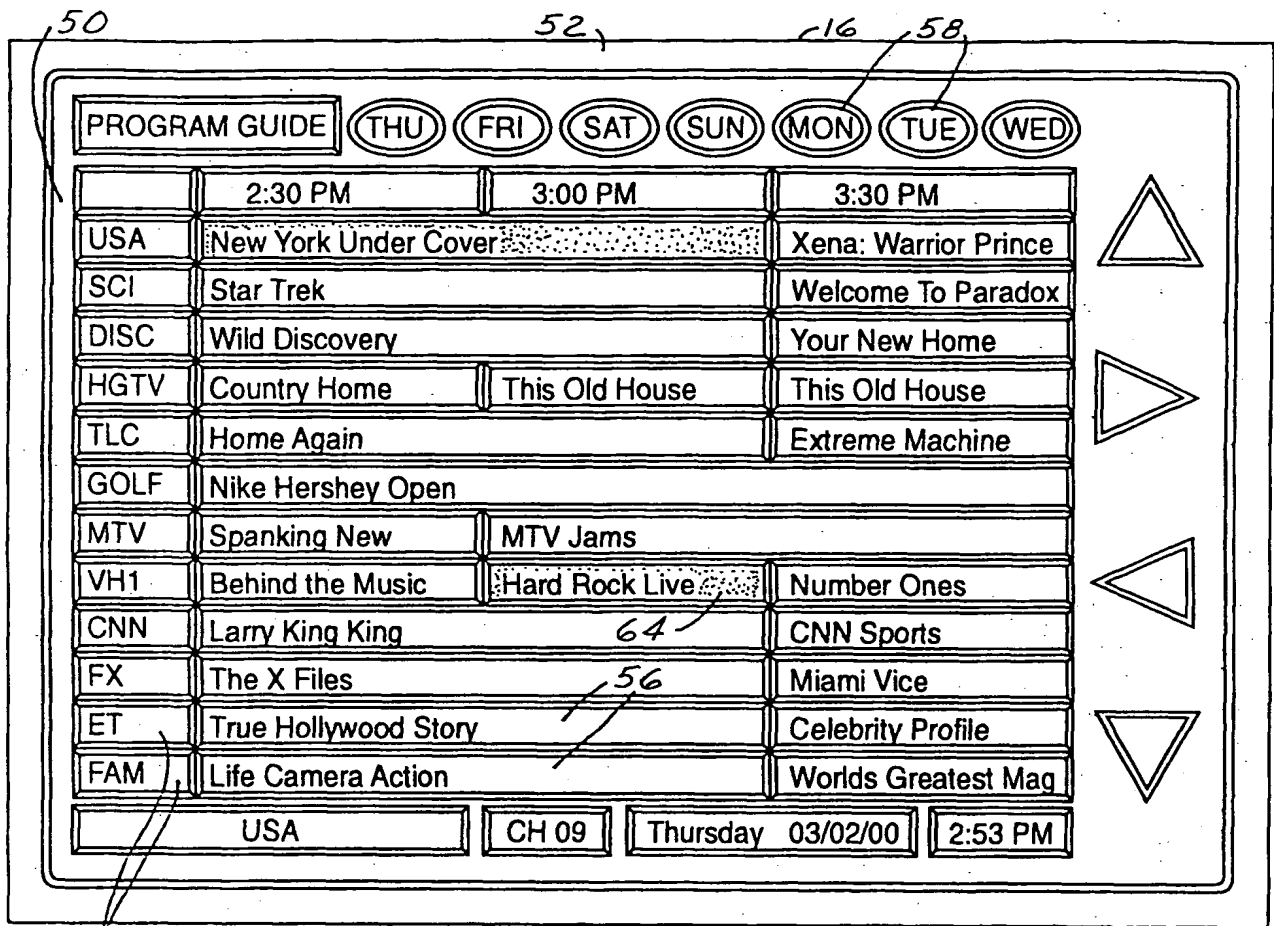 50 52 16 58
PROGRAM GUIDE THU FRI SAT SUN MON TUE WED
2:30 PM 3:00 PM 3:30 PM
USA New York Under Cover Xena: Warrior Prince
SCI Star Trek Welcome To Paradox
DISC Wild Discovery Your New Home
HGTV Country Home This Old House This Old House
TLC Home Again Extreme Machine
GOLF Nike Hershey Open
MTV Spanking New MTV Jams
VH1 Behind the Music Hard Rock Live Number Ones
CNN Larry King King 64 CNN Sports
FX The X Files 56 Miami Vice
ET True Hollywood Story Celebrity Profile
FAM Life Camera Action Worlds Greatest Mag
USA CH 09 Thursday 03/02/00 2:53 PM